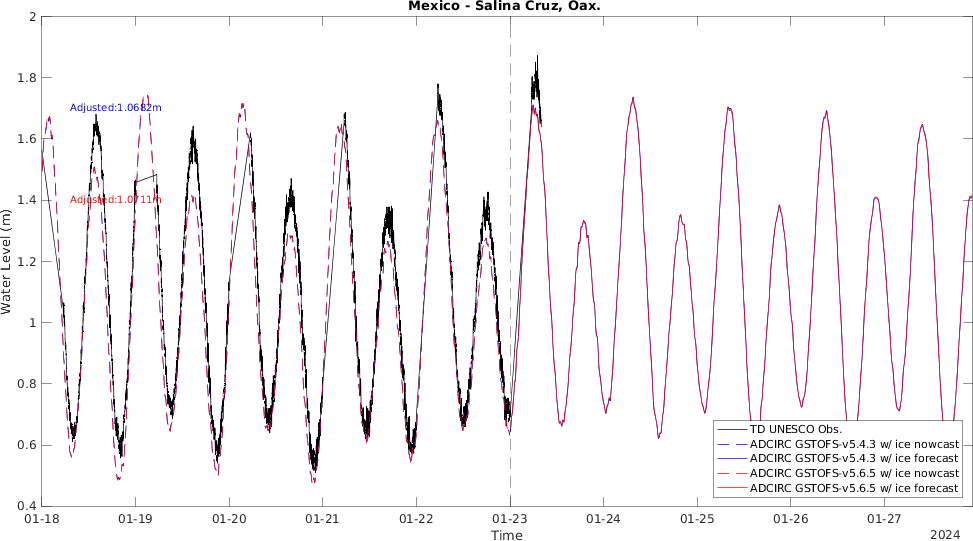 Mexico - Salina Cruz, Oax.
2
1.8
1.6
1.4
1.2
1
0.8
0.6
0.4
Water Level (m)
Adjusted:1.0682m
Adjusted:1.0711m
TD UNESCO Obs.
ADCIRC GSTOFS-v5.4.3 w/ ice nowcast
ADCIRC GSTOFS-v5.4.3 w/ ice forecast
ADCIRC GSTOFS-v5.6.5 w/ ice nowcast
ADCIRC GSTOFS-v5.6.5 w/ ice forecast
01-18 01-19 01-20 01-21 01-22 01-23 01-24 01-25 01-26 01-27
Time
2024